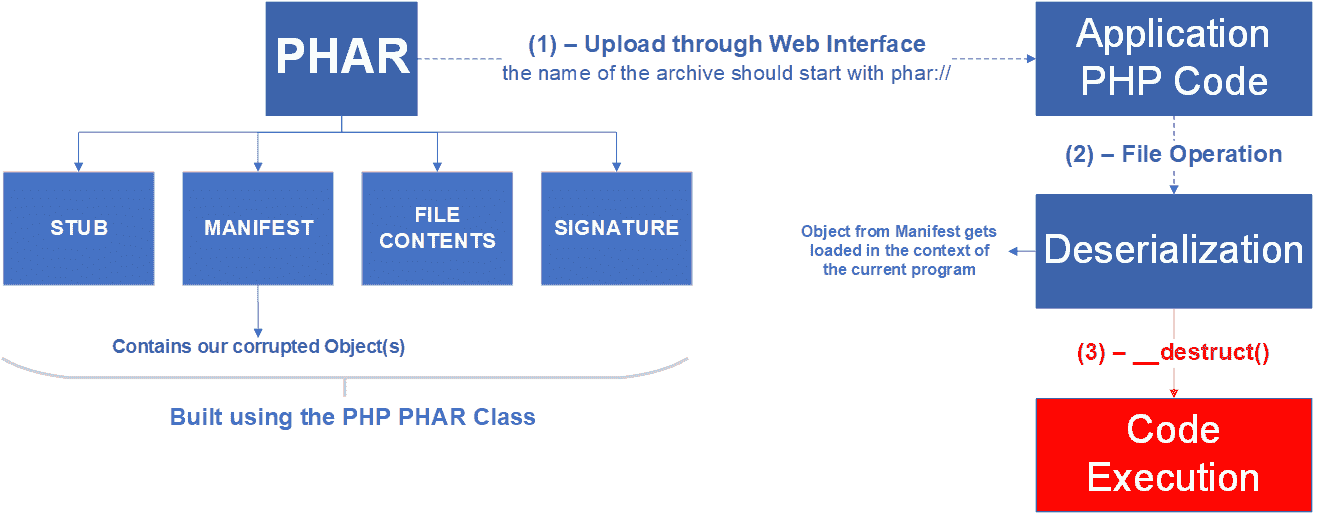 PHAR
(1) – Upload through Web Interface
the name of the archive should start with phar://
Application
PHP Code
(2) – File Operation
STUB
MANIFEST
FILE
CONTENTS
SIGNATURE
Object from Manifest gets
loaded in the context of
the current program
Deserialization
Contains our corrupted Object(s)
(3) – __destruct()
Built using the PHP PHAR Class
Code
Execution